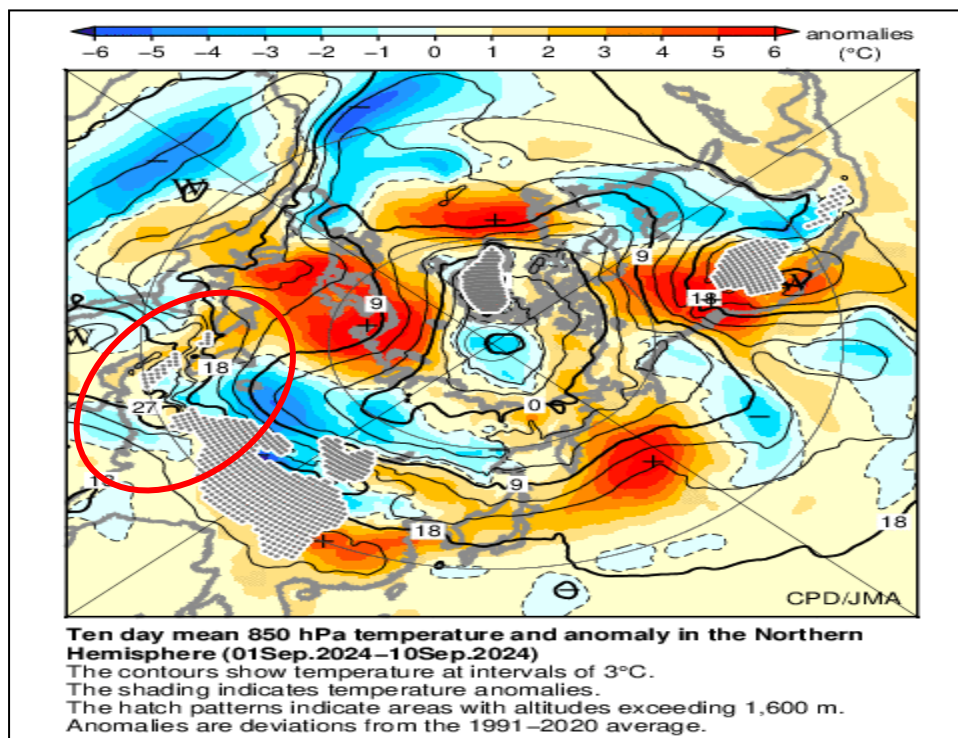 anomalies
−6 −5 −4 −3 −2 −1 0 1 2 3 4 5 6 (°C)
W
9
9
18
W
18
27
0
9
18
18
18
CPD/JMA
Ten day mean 850 hPa temperature and anomaly in the Northern
Hemisphere (01Sep.2024−10Sep.2024)
The contours show temperature at intervals of 3°C.
The shading indicates temperature anomalies.
The hatch patterns indicate areas with altitudes exceeding 1,600 m.
Anomalies are deviations from the 1991−2020 average.